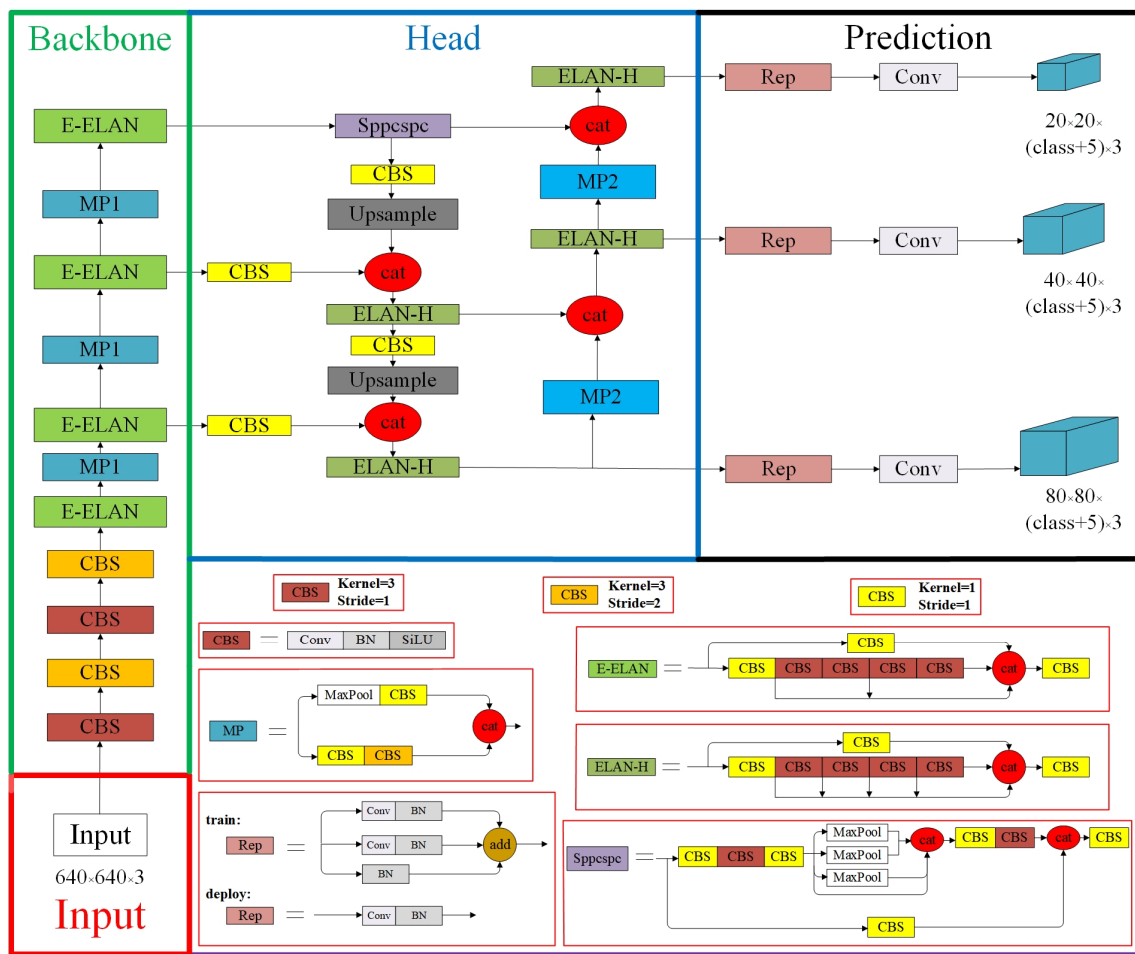 Backbone
E-ELAN
MP1
E-ELAN
MP1
E-ELAN
MP1
E-ELAN
CBS
CBS
CBS
CBS
Input
640×640×3
Input
Head
Sppcspc
CBS
Upsample
CBS
cat
ELAN-H
CBS
Upsample
CBS
cat
ELAN-H
ELAN-H
cat
MP2
ELAN-H
cat
MP2
Prediction
Rep
Conv
20×20×
(class+5)×3
Rep
Conv
40×40×
(class+5)×3
Rep
Conv
80×80×
(class+5)×3
CBS Kernel=3
Stride=1
CBS Kernel=3
Stride=2
CBS Kernel=1
Stride=1
CBS = Conv BN SiLU
MP =
MaxPool CBS
cat
CBS CBS
train:
Rep =
Conv BN
Conv BN
BN
add
deploy:
Rep = Conv BN
E-ELAN =
CBS
CBS CBS CBS CBS CBS cat CBS
ELAN-H =
CBS
CBS CBS CBS CBS CBS cat CBS
Sppcspc =
CBS CBS CBS
MaxPool
MaxPool
MaxPool
cat
CBS CBS
cat
CBS
CBS